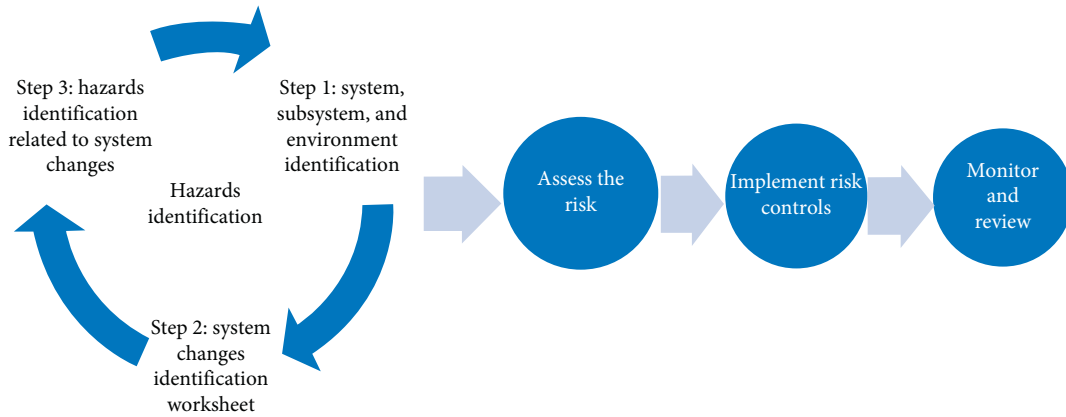 Step 3: hazards
identification
related to system
changes
Step 1: system,
subsystem, and
environment
identification
Hazards
identification
Step 2: system
changes
identification
worksheet
Assess the
risk
Implement risk
controls
Monitor
and
review